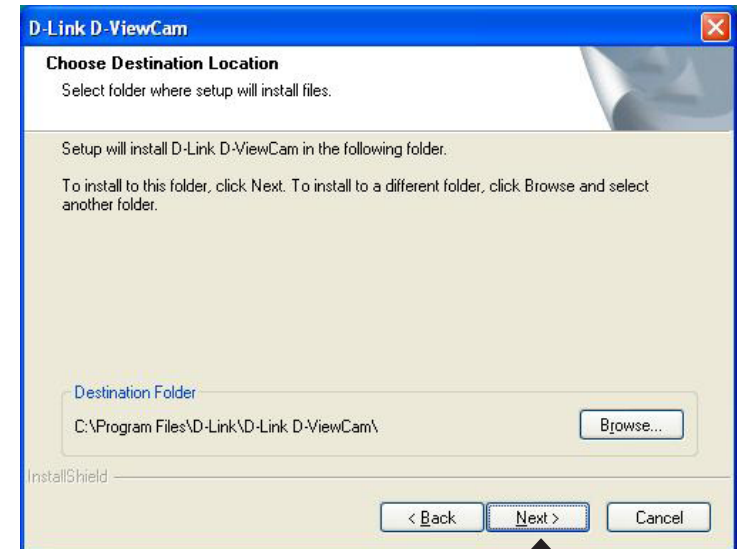 D-Link D-ViewCam
Choose Destination Location
Select folder where setup will install files.
Setup will install D-Link D-ViewCam in the following folder.
To install to this folder, click Next. To install to a different folder, click Browse and select
another folder.
Destination Folder
C:\Program Files\D-Link\D-Link D-ViewCam\
Browse...
InstallShield
< Back
Next >
Cancel